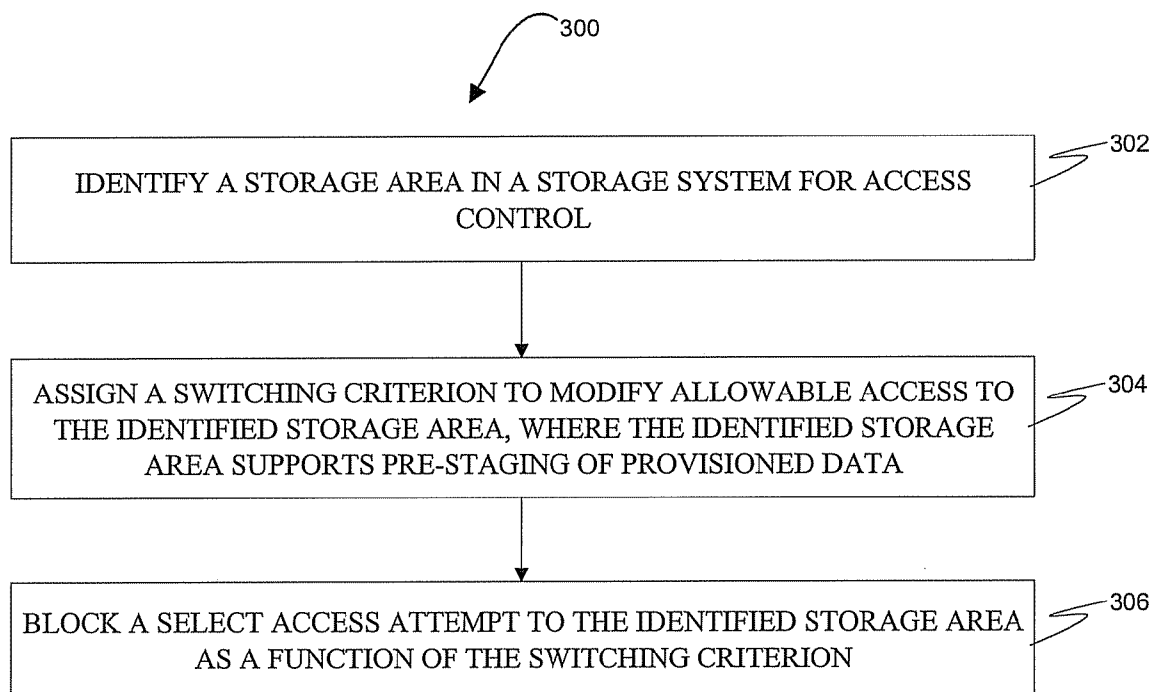 300
302
IDENTIFY A STORAGE AREA IN A STORAGE SYSTEM FOR ACCESS
CONTROL
304
ASSIGN A SWITCHING CRITERION TO MODIFY ALLOWABLE ACCESS TO
THE IDENTIFIED STORAGE AREA, WHERE THE IDENTIFIED STORAGE
AREA SUPPORTS PRE-STAGING OF PROVISIONED DATA
306
BLOCK A SELECT ACCESS ATTEMPT TO THE IDENTIFIED STORAGE AREA
AS A FUNCTION OF THE SWITCHING CRITERION